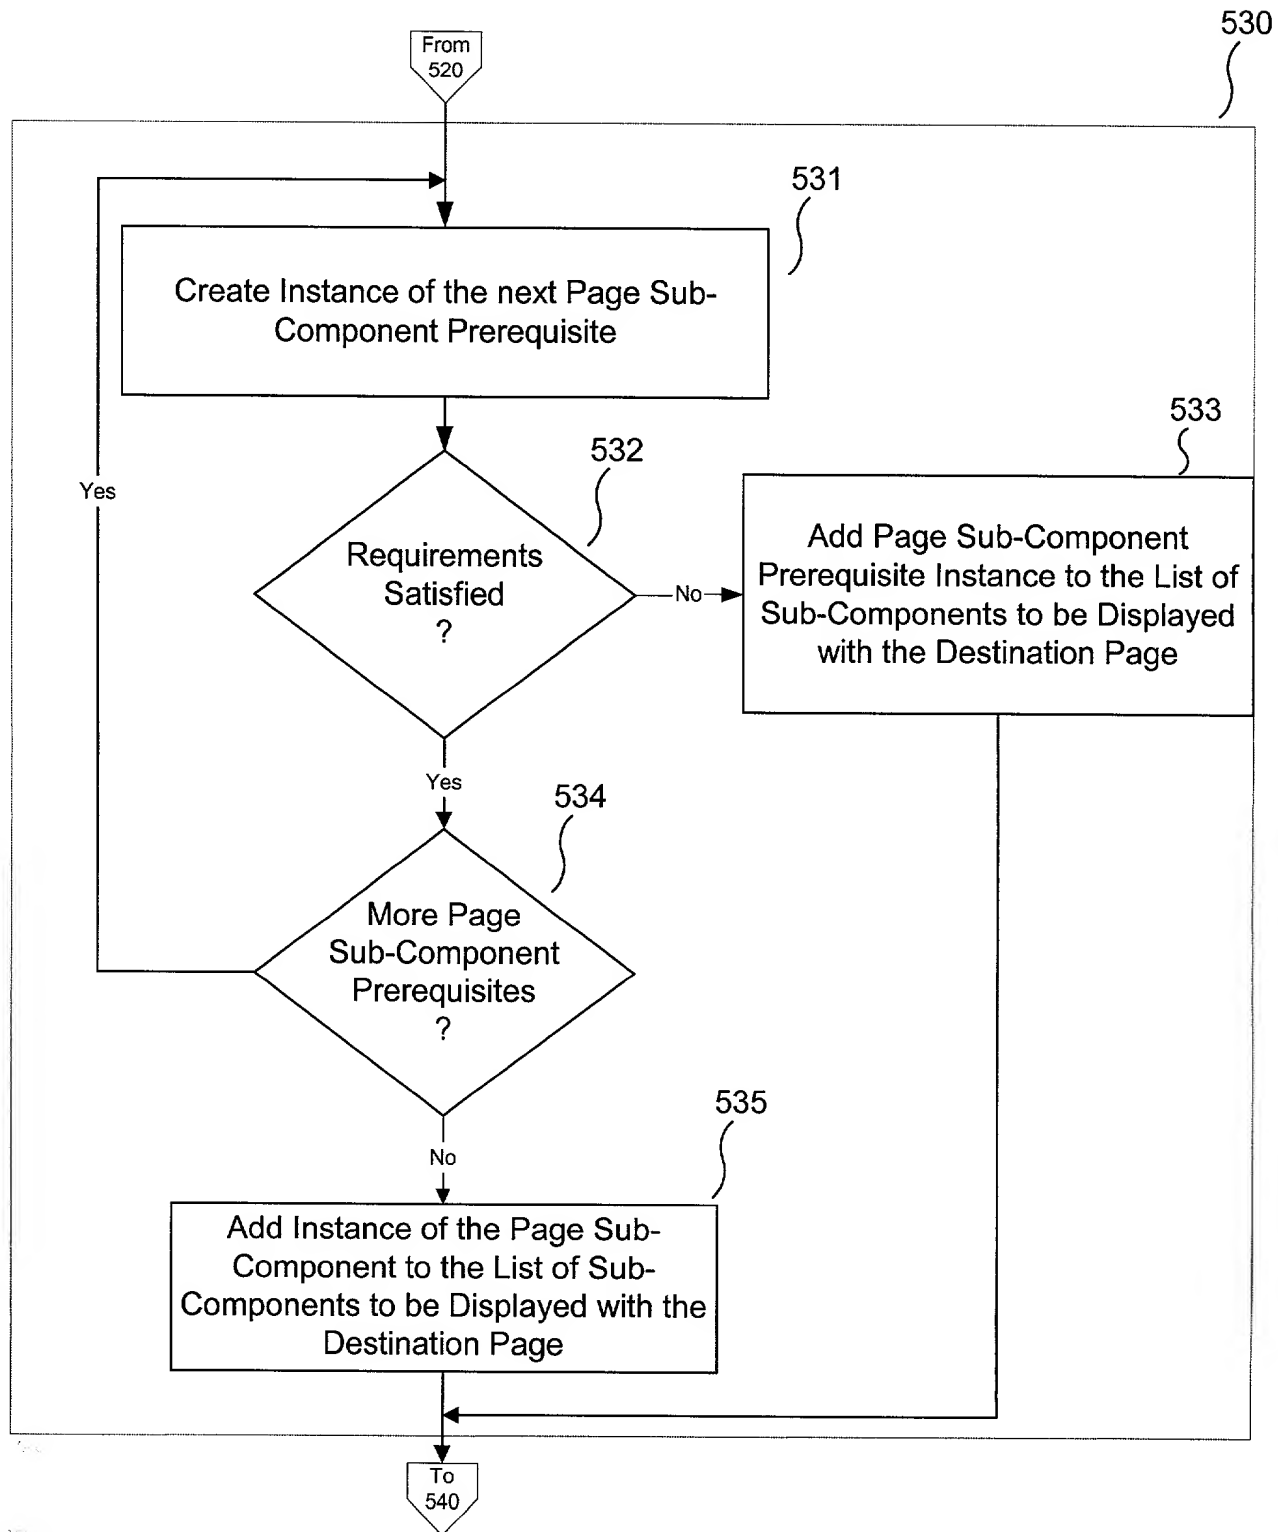 530
From
520
531
Create Instance of the next Page Sub-
Component Prerequisite
532
533
Yes
Requirements
Satisfied
?
No
Add Page Sub-Component
Prerequisite Instance to the List of
Sub-Components to be Displayed
with the Destination Page
Yes
534
More Page
Sub-Component
Prerequisites
?
535
No
Add Instance of the Page Sub-
Component to the List of Sub-
Components to be Displayed with the
Destination Page
To
540